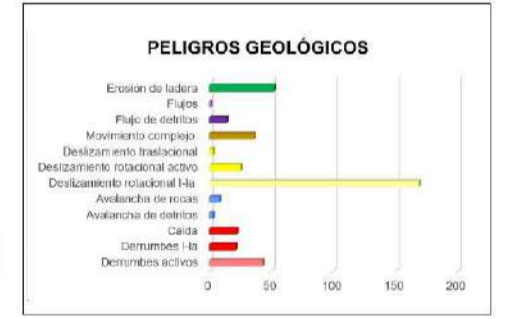 PELIGROS GEOLÓGICOS
Erosión de ladera
Flujos
Flujo de detritos
Movimiento complejo
Deslizamiento traslacional
Deslizamiento rotacional activo
Deslizamiento rotacional I-la
Avalancha de rocas
Avalancha de detritos
Caída
Derrumbes I-la
Derrumbes activos
0 50 100 150 200